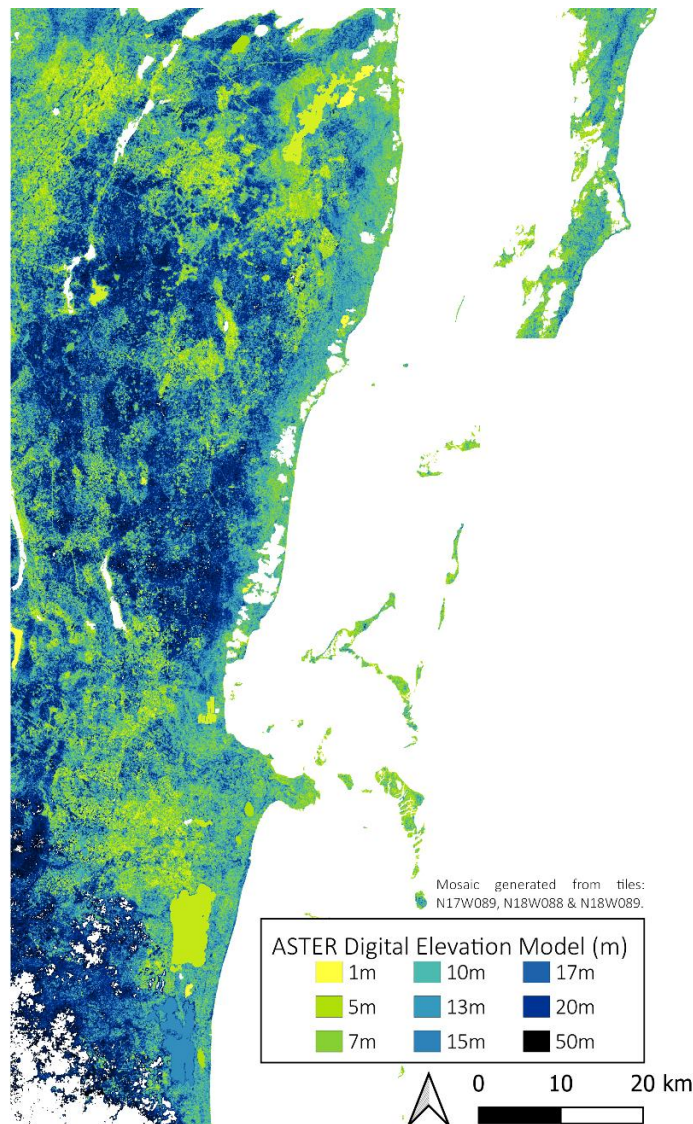 Mosaic generated from tiles:
N17W089, N18W088 & N18W089.
ASTER Digital Elevation Model (m)
1m 10m 17m
5m 13m 20m
7m 15m 50m
0 10 20 km